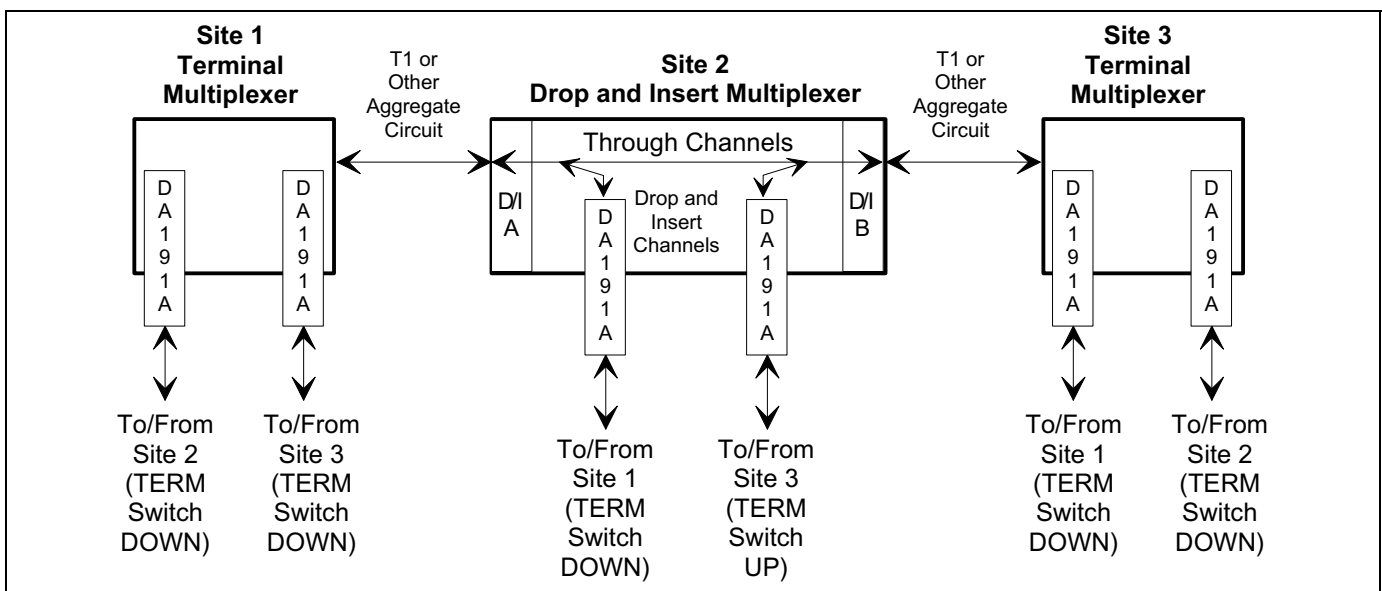 Site 1
Terminal
Multiplexer
T1 or
Other
Aggregate
Circuit
Site 2
Drop and Insert Multiplexer
T1 or
Other
Aggregate
Circuit
Site 3
Terminal
Multiplexer
Through Channels
D/I
A
Drop and
Insert
Channels
D/I
B
D
A
1
9
1
A
D
A
1
9
1
A
D
A
1
9
1
A
D
A
1
9
1
A
D
A
1
9
1
A
D
A
1
9
1
A
To/From
Site 2
(TERM
Switch
DOWN)
To/From
Site 3
(TERM
Switch
DOWN)
To/From
Site 1
(TERM
Switch
DOWN)
To/From
Site 3
(TERM
Switch
UP)
To/From
Site 1
(TERM
Switch
DOWN)
To/From
Site 2
(TERM
Switch
DOWN)